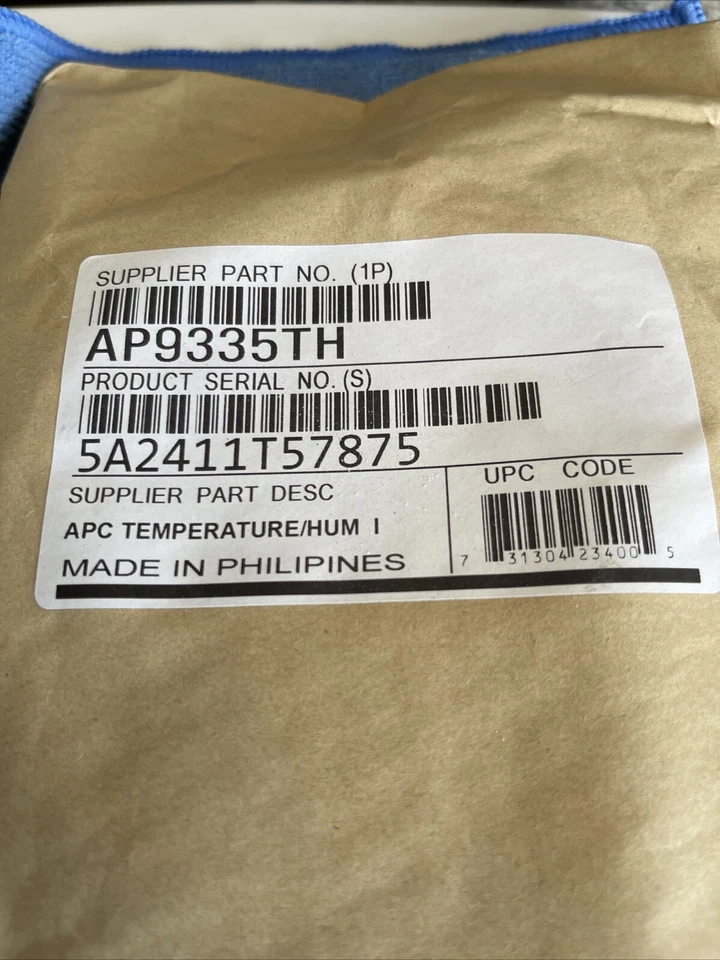 SUPPLIER PART NO. (1P)
AP9335TH
PRODUCT SERIAL NO. (S)
5A2411T57875
SUPPLIER PART DESC
APC TEMPERATURE/HUM I
MADE IN PHILIPINES
UPC CODE
7 31304 23400 5